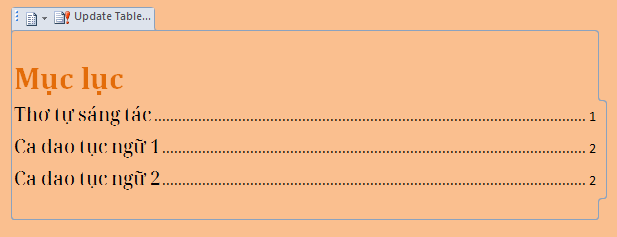 Update Table...
Mục lục
Thơ tự sáng tác........................................................................................................ 1
Ca dao tục ngữ 1...................................................................................................... 2
Ca dao tục ngữ 2...................................................................................................... 2